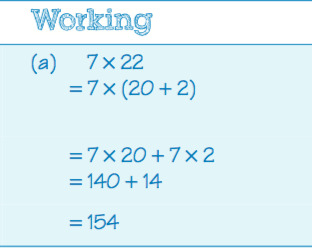 Working
(a) 7 × 22
= 7 × (20 + 2)
= 7 × 20 + 7 × 2
= 140 + 14
= 154